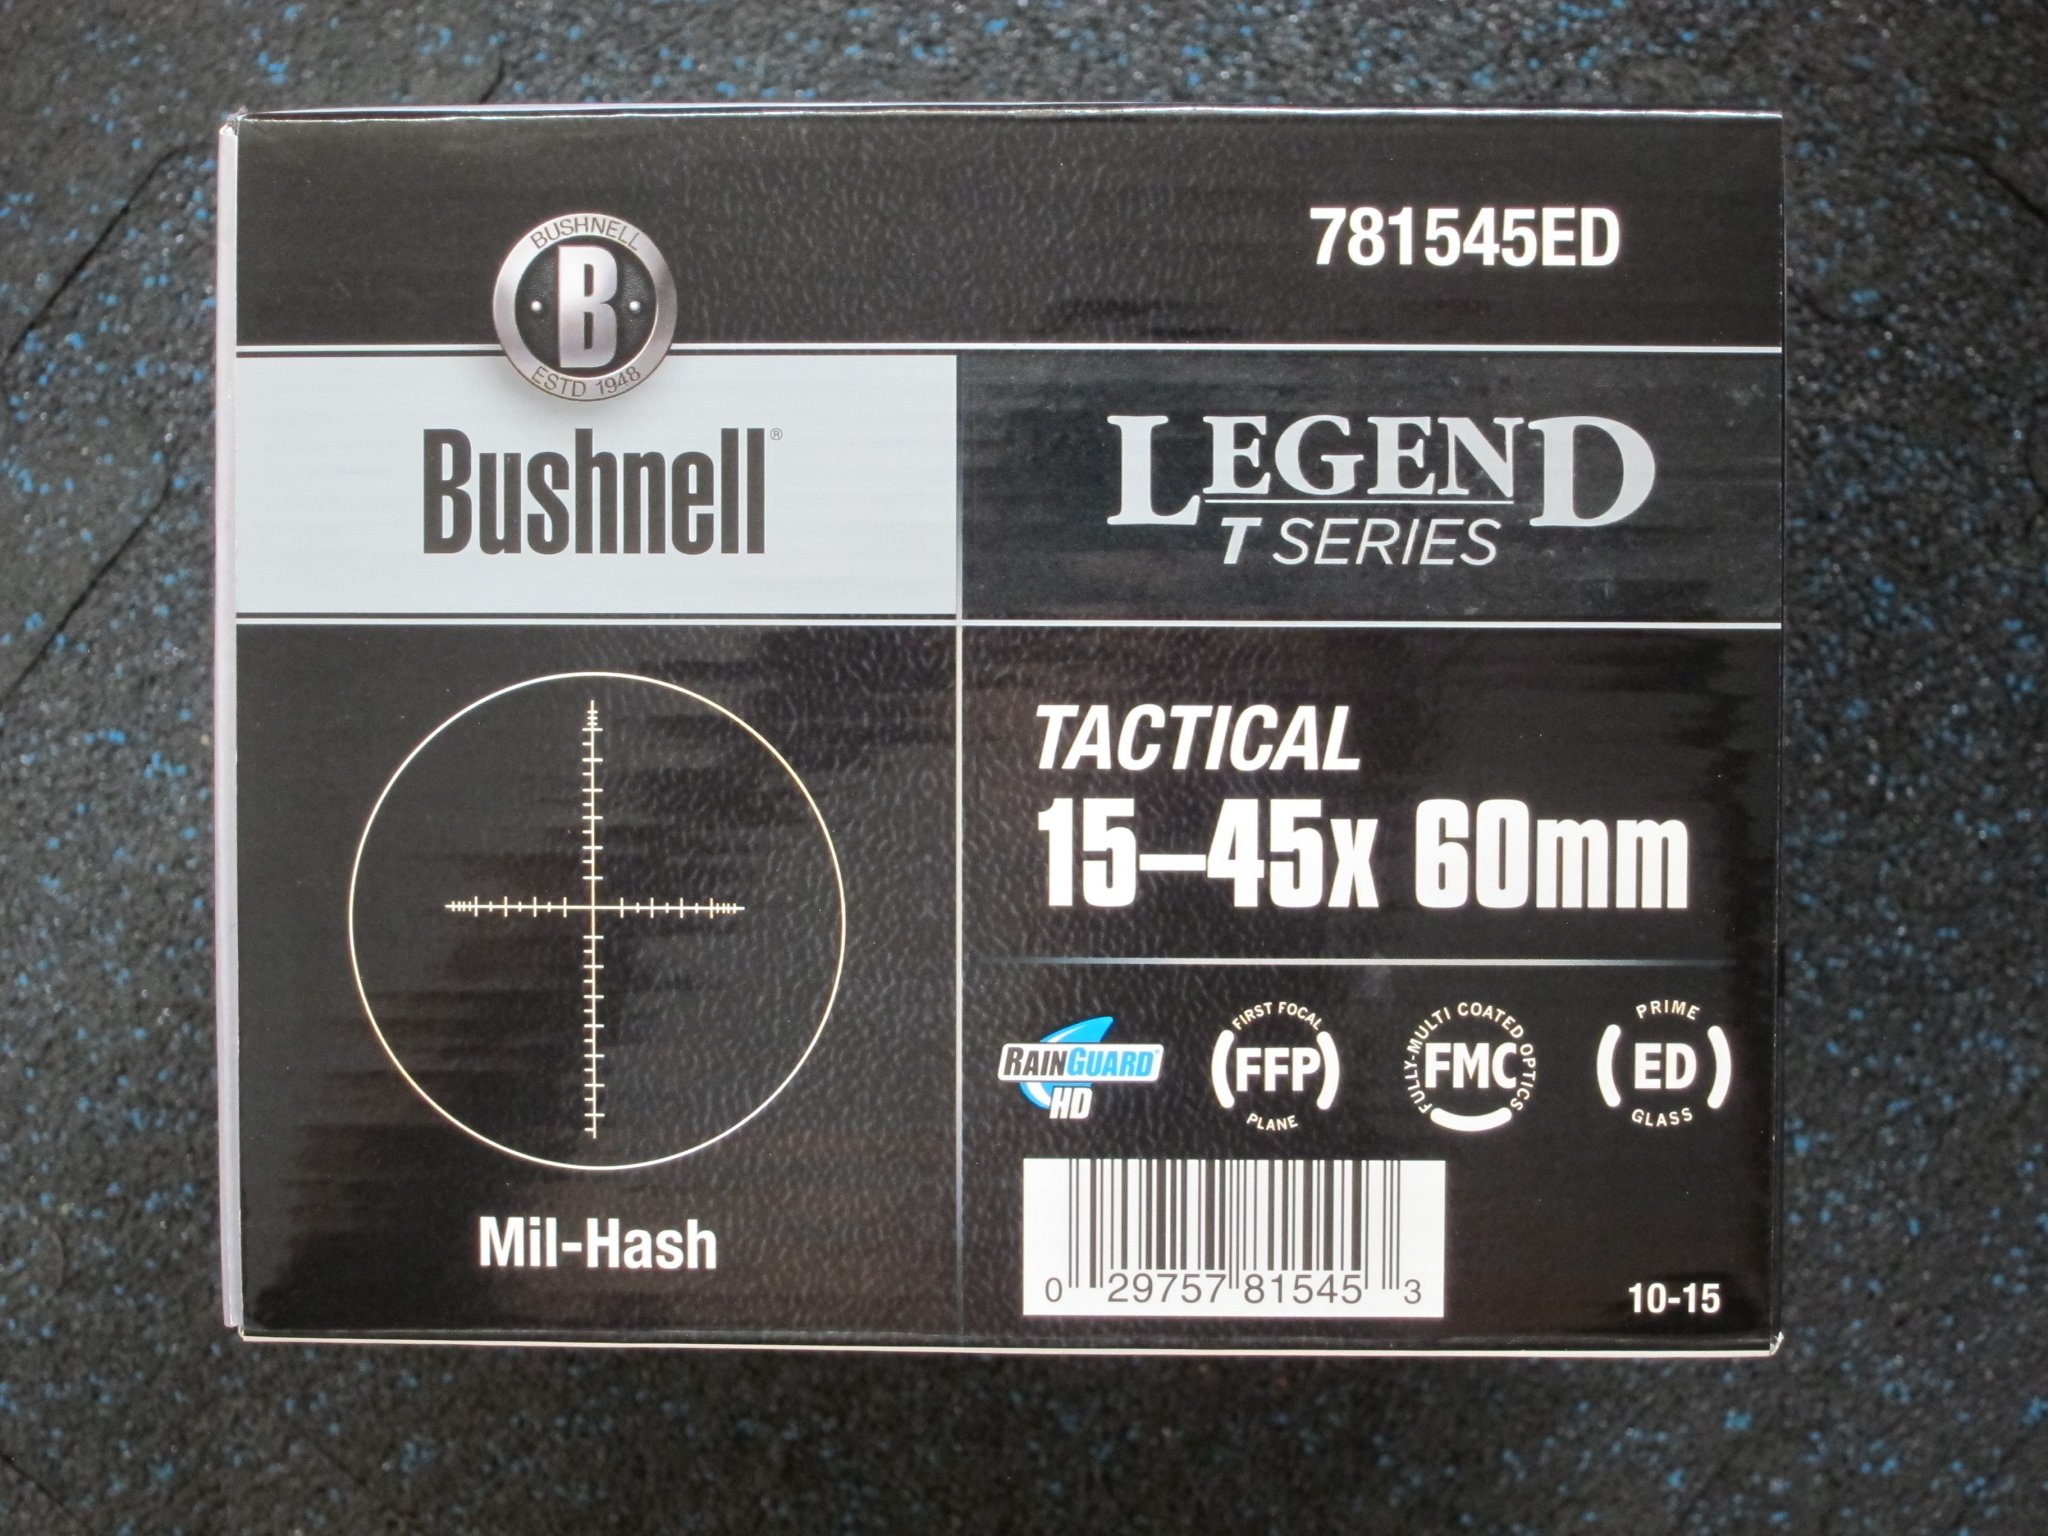 781545ED
BUSHNELL
B
ESTD 1948
Bushnell®
LEGEND
T SERIES
TACTICAL
15–45x 60mm
RAINGUARD®
HD
FIRST FOCAL
FFP
PLANE
FULLY-MULTI COATED OPTICS
FMC
PRIME
ED
GLASS
Mil-Hash
0 29757 81545 3
10-15